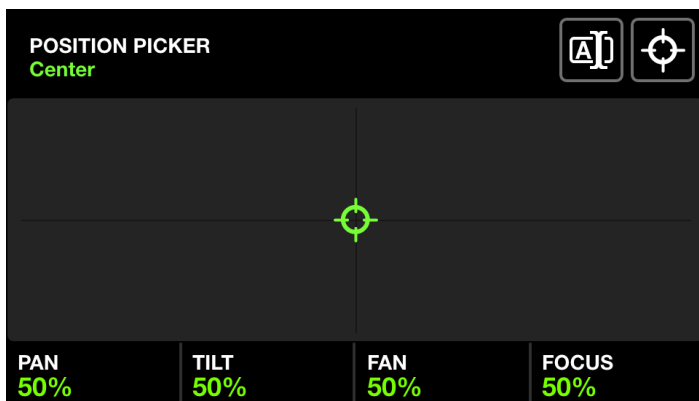 POSITION PICKER
Center
A
PAN
50%
TILT
50%
FAN
50%
FOCUS
50%